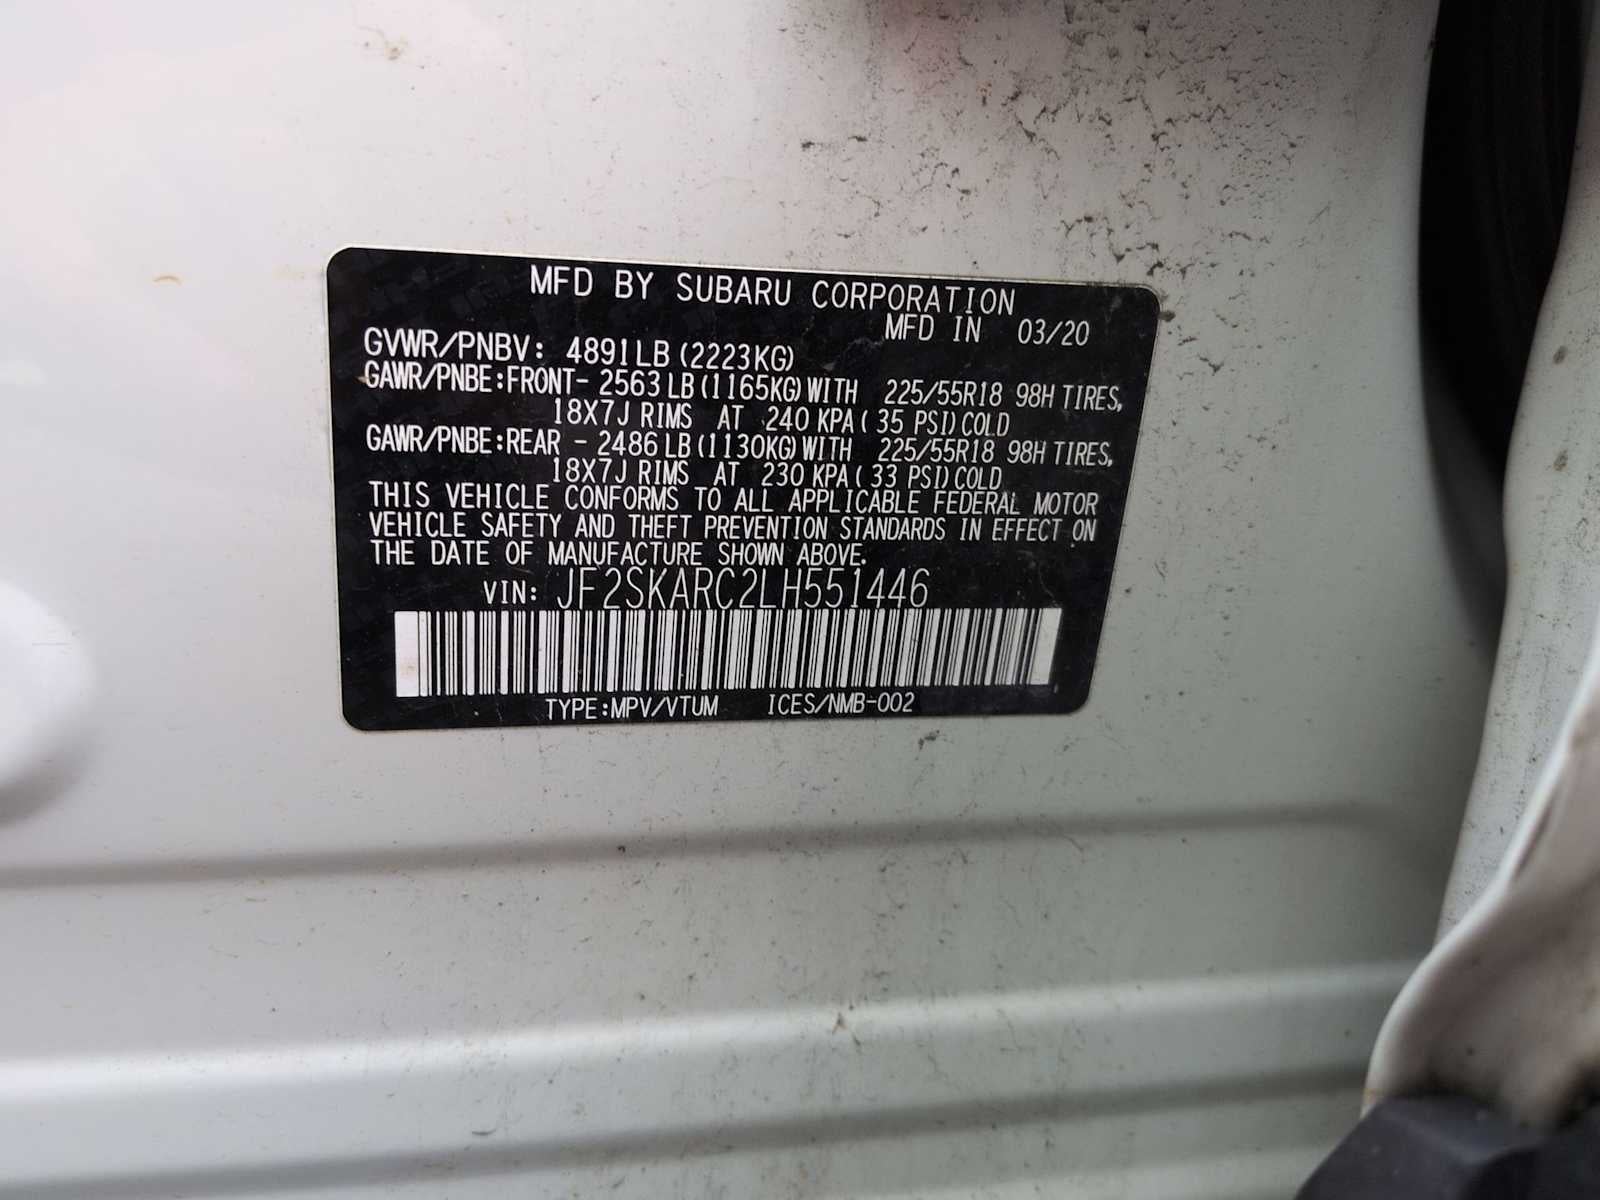 MFD BY SUBARU CORPORATION
MFD IN 03/20
GVWR/PNBV: 4891LB (2223KG)
GAWR/PNBE:FRONT- 2563 LB(1165KG)WITH 225/55R18 98H TIRES,
18X7J RIMS AT 240 KPA( 35 PSI)COLD
GAWR/PNBE:REAR - 2486 LB(1130KG)WITH 225/55R18 98H TIRES,
18X7J RIMS AT 230 KPA( 33 PSI)COLD
THIS VEHICLE CONFORMS TO ALL APPLICABLE FEDERAL MOTOR
VEHICLE SAFETY AND THEFT PREVENTION STANDARDS IN EFFECT ON
THE DATE OF MANUFACTURE SHOWN ABOVE.
VIN: JF2SKARC2LH551446
TYPE:MPV/VTUM ICES/NMB-002